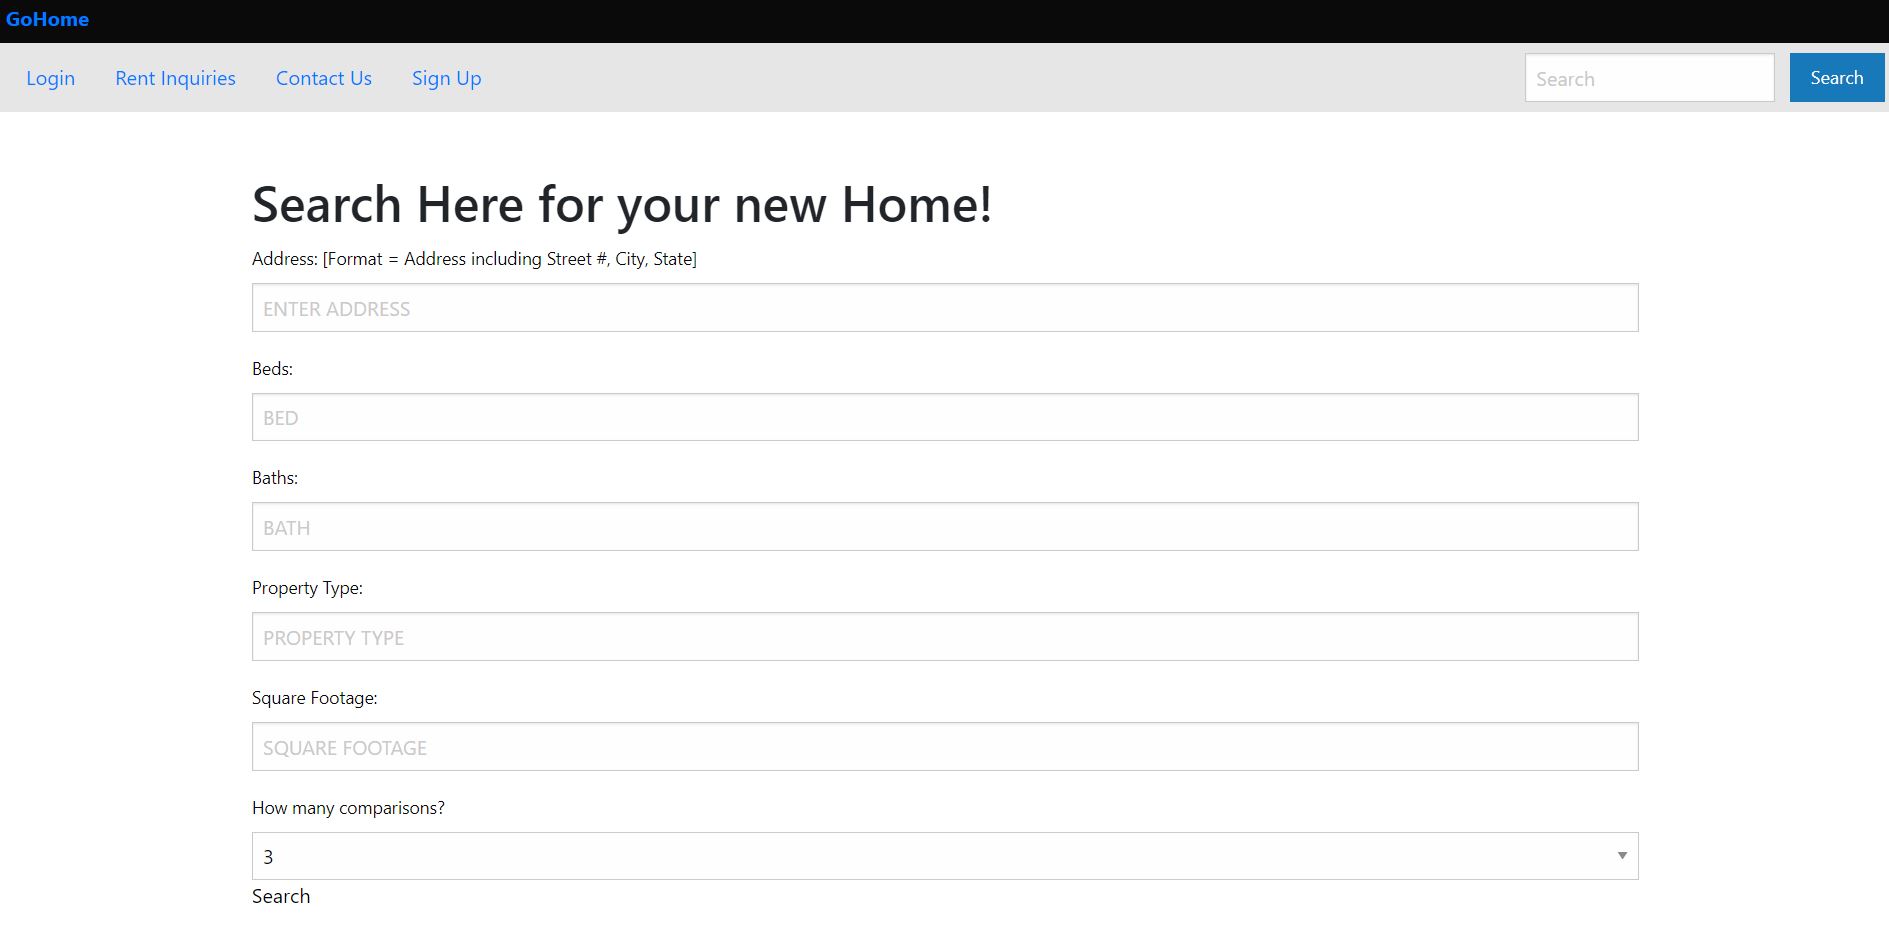 GoHome
Login Rent Inquiries Contact Us Sign Up Search Search
Search Here for your new Home!
Address: [Format = Address including Street #, City, State]
ENTER ADDRESS
Beds:
BED
Baths:
BATH
Property Type:
PROPERTY TYPE
Square Footage:
SQUARE FOOTAGE
How many comparisons?
3
Search